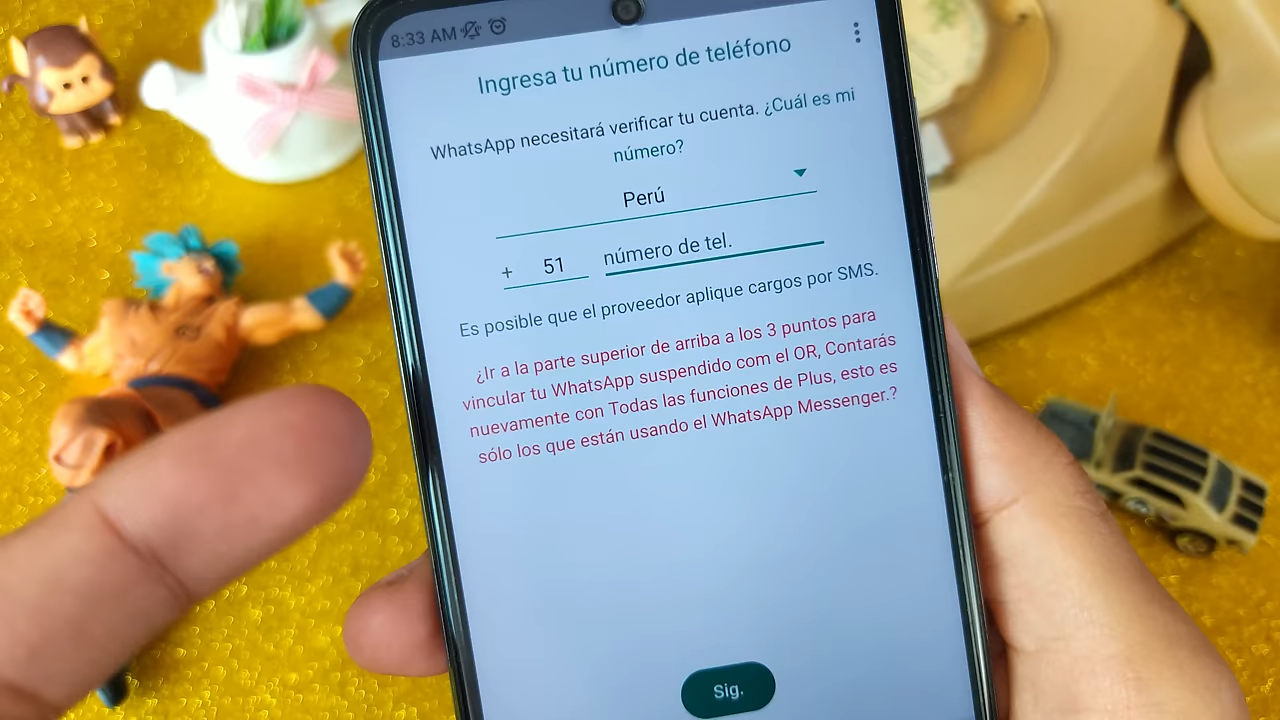 8:33 AM
Ingresa tu número de teléfono
WhatsApp necesitará verificar tu cuenta. ¿Cuál es mi
número?
Perú
+ 51 número de tel.
Es posible que el proveedor aplique cargos por SMS.
¿Ir a la parte superior de arriba a los 3 puntos para
vincular tu WhatsApp suspendido com el OR, Contarás
nuevamente con Todas las funciones de Plus, esto es
sólo los que están usando el WhatsApp Messenger.?
Sig.